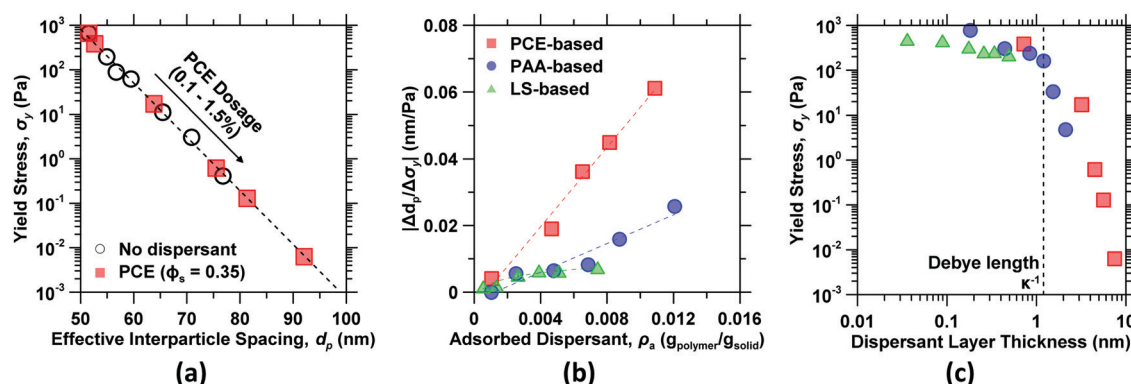 10³
10²
10¹
10⁰
10⁻¹
10⁻²
10⁻³
Yield Stress, σy (Pa)
PCE Dosage
(0.1 - 1.5%)
No dispersant
PCE (ϕs = 0.35)
50 60 70 80 90 100
Effective Interparticle Spacing, dp (nm)
(a)
0.08
0.06
0.04
0.02
0
|Δdp/Δσy| (nm/Pa)
PCE-based
PAA-based
LS-based
0 0.004 0.008 0.012 0.016
Adsorbed Dispersant, ρa (gpolymer/gsolid)
(b)
10³
10²
10¹
10⁰
10⁻¹
10⁻²
10⁻³
Yield Stress, σy (Pa)
Debye length
κ⁻¹
0.01 0.1 1 10
Dispersant Layer Thickness (nm)
(c)